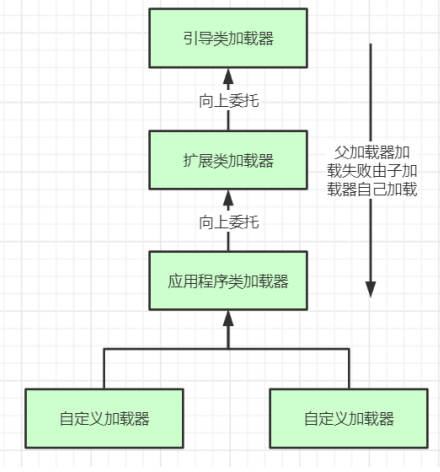 引导类加载器
向上委托
扩展类加载器
父加载器加
载失败由子加
载器自己加载
向上委托
应用程序类加载器
自定义加载器
自定义加载器